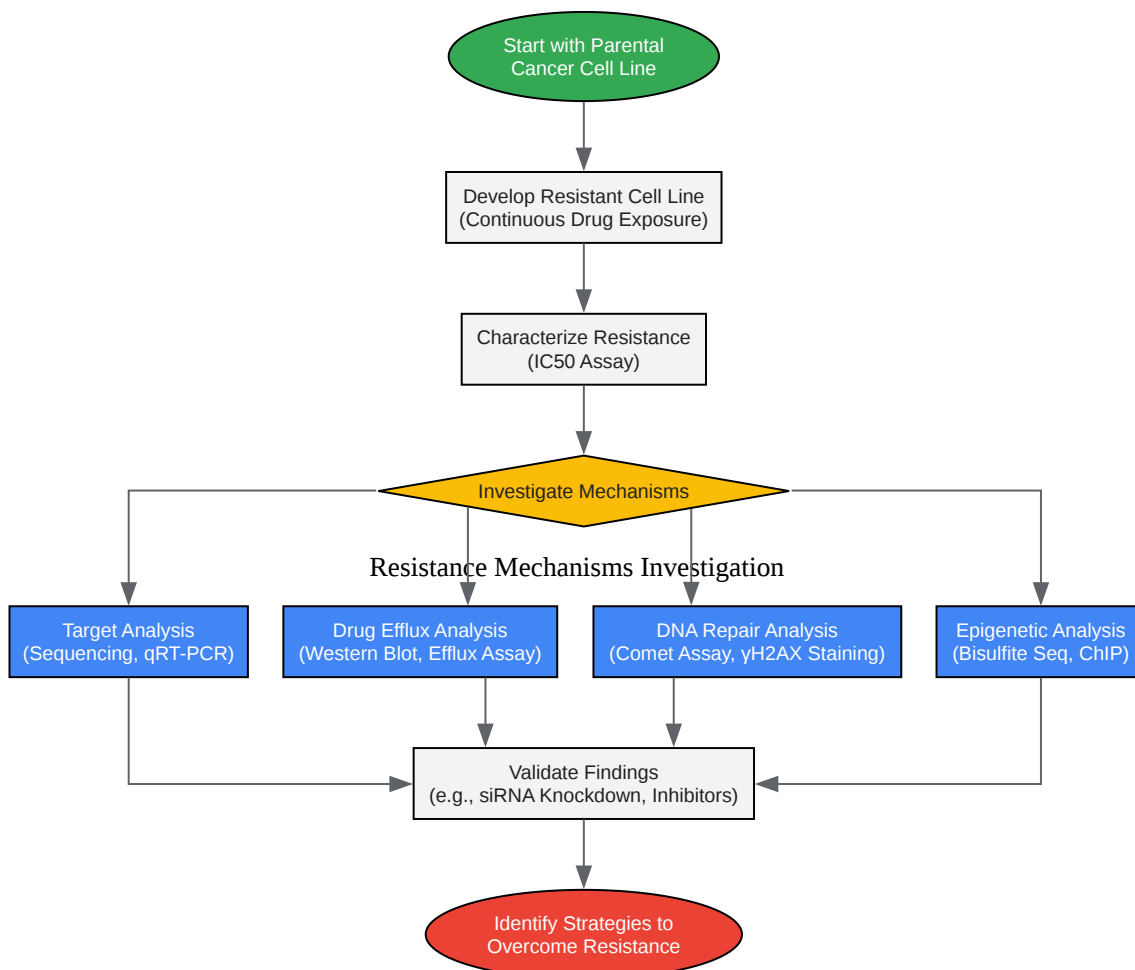 Start with Parental
Cancer Cell Line
Develop Resistant Cell Line
(Continuous Drug Exposure)
Characterize Resistance
(IC50 Assay)
Investigate Mechanisms
Resistance Mechanisms Investigation
Target Analysis
(Sequencing, qRT-PCR)
Drug Efflux Analysis
(Western Blot, Efflux Assay)
DNA Repair Analysis
(Comet Assay, γH2AX Staining)
Epigenetic Analysis
(Bisulfite Seq, ChIP)
Validate Findings
(e.g., siRNA Knockdown, Inhibitors)
Identify Strategies to
Overcome Resistance